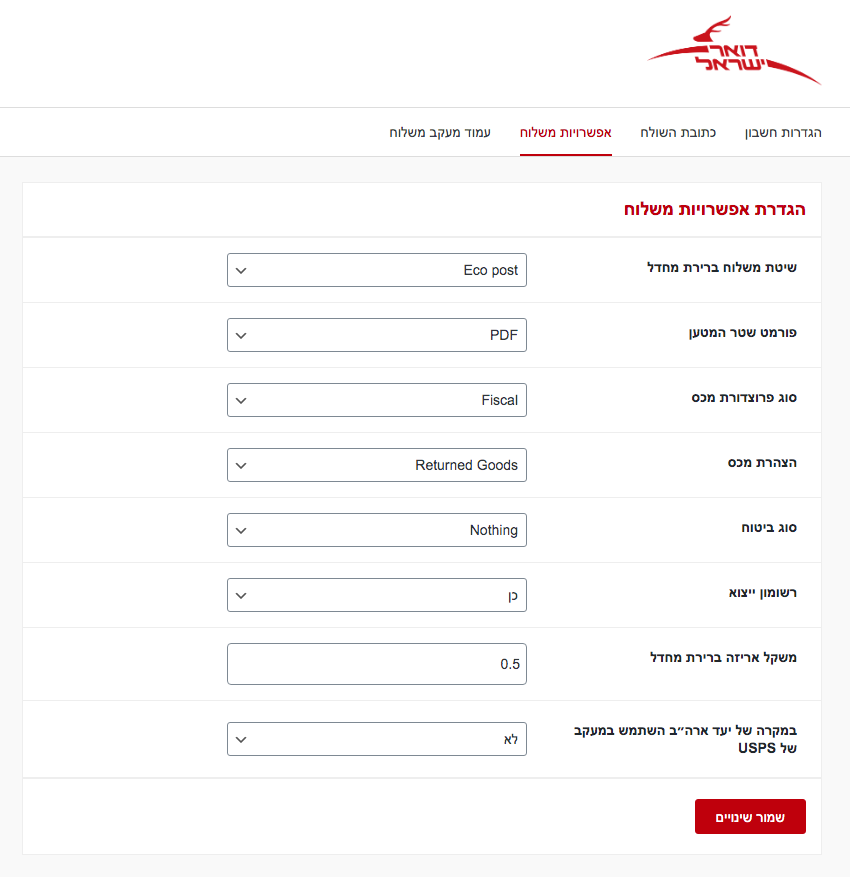 דואר
ישראל
הגדרות חשבון
כתובת השולח
אפשרויות משלוח
עמוד מעקב משלוח
הגדרת אפשרויות משלוח
שיטת משלוח ברירת מחדל
Eco post
פורמט שטר המטען
PDF
סוג פרוצדורת מכס
Fiscal
הצהרת מכס
Returned Goods
סוג ביטוח
Nothing
רשומון ייצוא
כן
משקל אריזה ברירת מחדל
0.5
במקרה של יעד ארה״ב השתמש במעקב
של USPS
לא
שמור שינויים